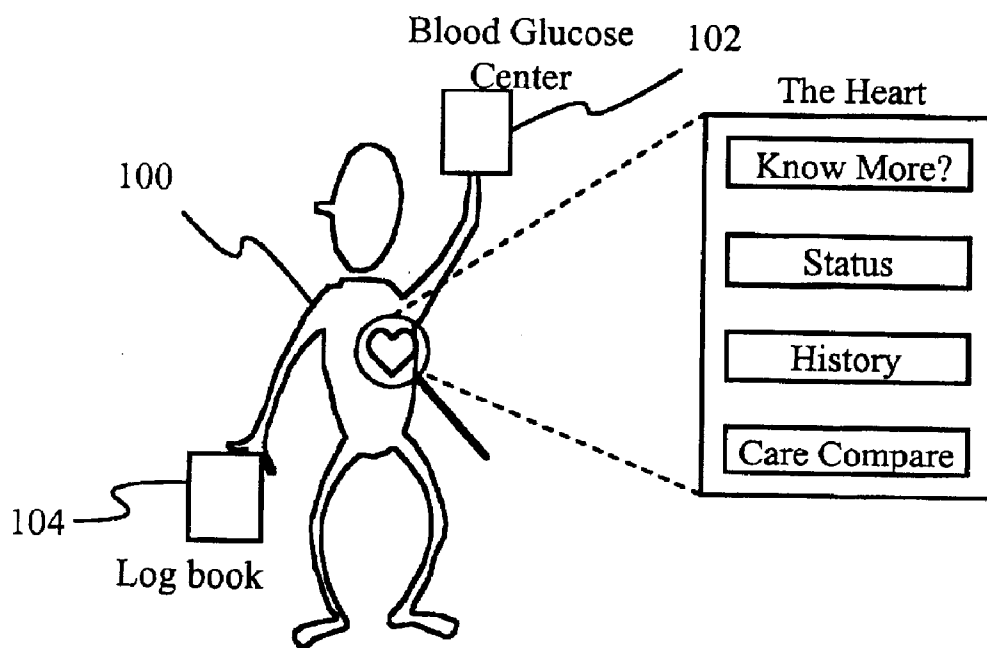 Blood Glucose
Center
102
The Heart
Know More?
100
Status
History
Care Compare
104
Log book